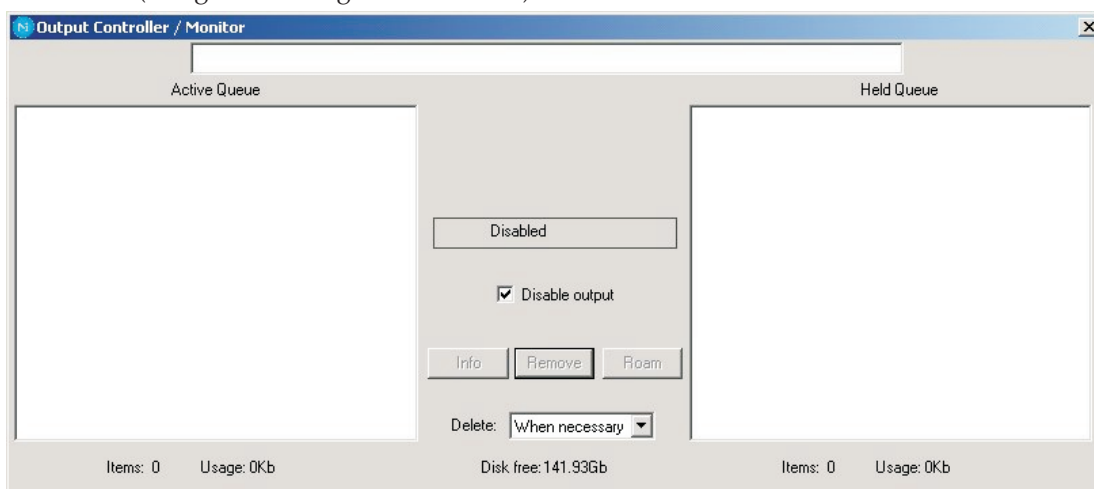 Output Controller / Monitor
Active Queue
Held Queue
Disabled
Disable output
Info
Remove
Roam
Delete: When necessary
Items: 0 Usage: 0Kb
Disk free: 141.93Gb
Items: 0 Usage: 0Kb